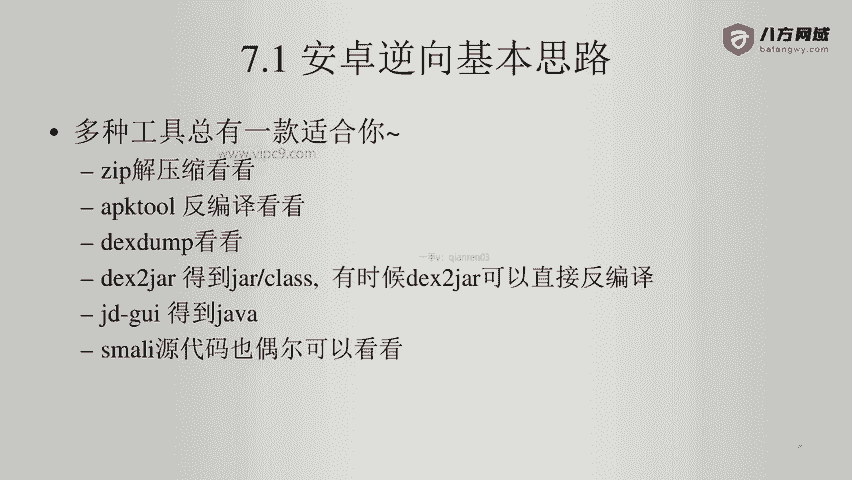 八方网域
bafangwy.com
7.1 安卓逆向基本思路
• 多种工具总有一款适合你~
www.vipc9.com
– zip解压缩看看
– apktool 反编译看看
– dexdump看看
– dex2jar 得到jar/class, 有时候dex2jar可以直接反编译
– jd-gui 得到java
– smali源代码也偶尔可以看看